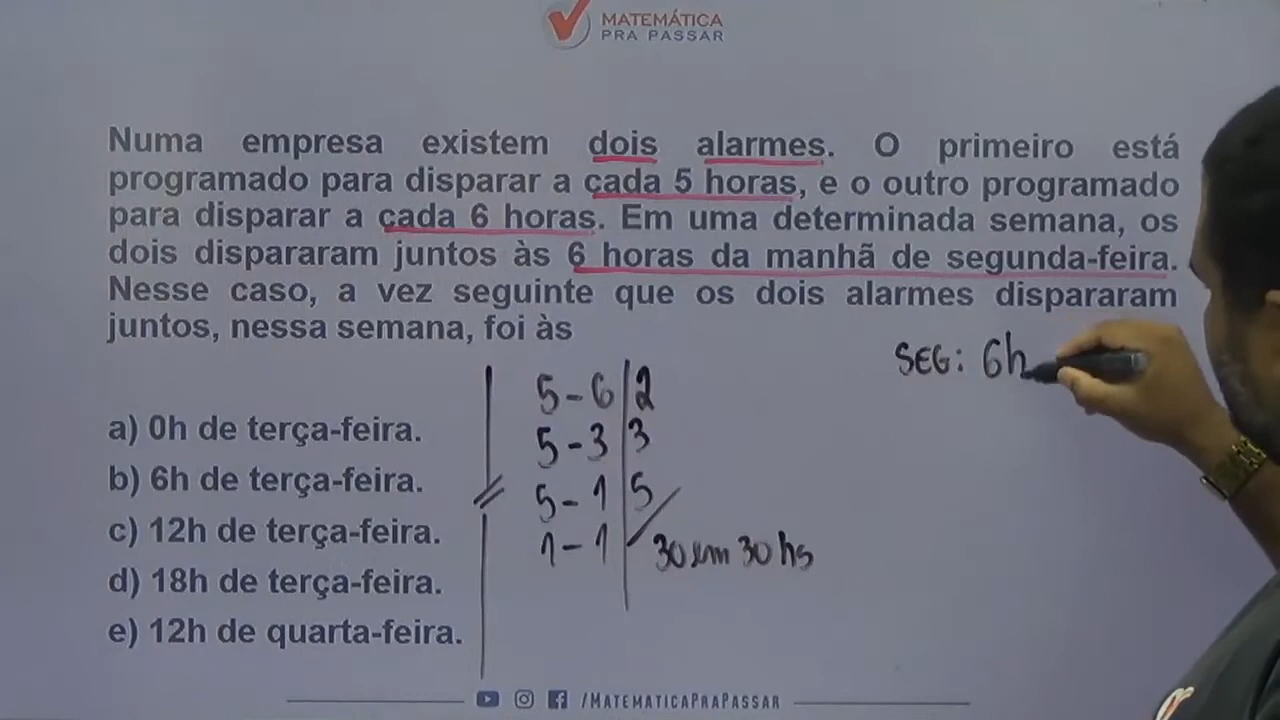 MATEMÁTICA
PRA PASSAR
Numa empresa existem dois alarmes. O primeiro está
programado para disparar a cada 5 horas, e o outro programado
para disparar a cada 6 horas. Em uma determinada semana, os
dois dispararam juntos às 6 horas da manhã de segunda-feira.
Nesse caso, a vez seguinte que os dois alarmes dispararam
juntos, nessa semana, foi às
SEG: 6h
a) 0h de terça-feira.
b) 6h de terça-feira.
c) 12h de terça-feira.
d) 18h de terça-feira.
e) 12h de quarta-feira.
5-6 | 2
5-3 | 3
5-1 | 5
1-1
30 em 30 hs
/MATEMATICAPRAPASSAR